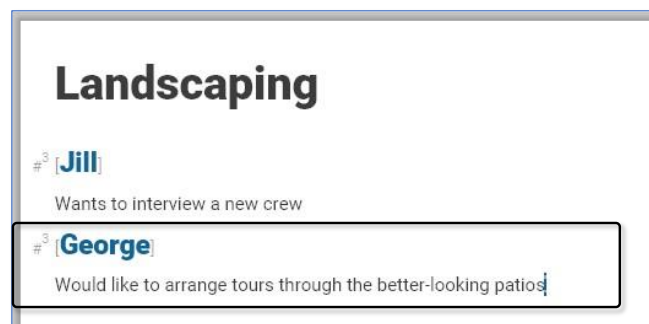 Landscaping
#3 [Jill]
Wants to interview a new crew
#3 [George]
Would like to arrange tours through the better-looking patios